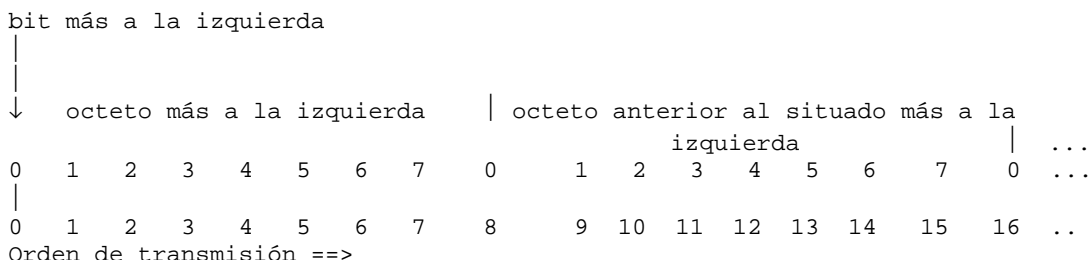 bit más a la izquierda
|
|
↓ octeto más a la izquierda | octeto anterior al situado más a la
izquierda | ...
0 1 2 3 4 5 6 7 0 1 2 3 4 5 6 7 0 ...
|
0 1 2 3 4 5 6 7 8 9 10 11 12 13 14 15 16 ..
Orden de transmisión ==>